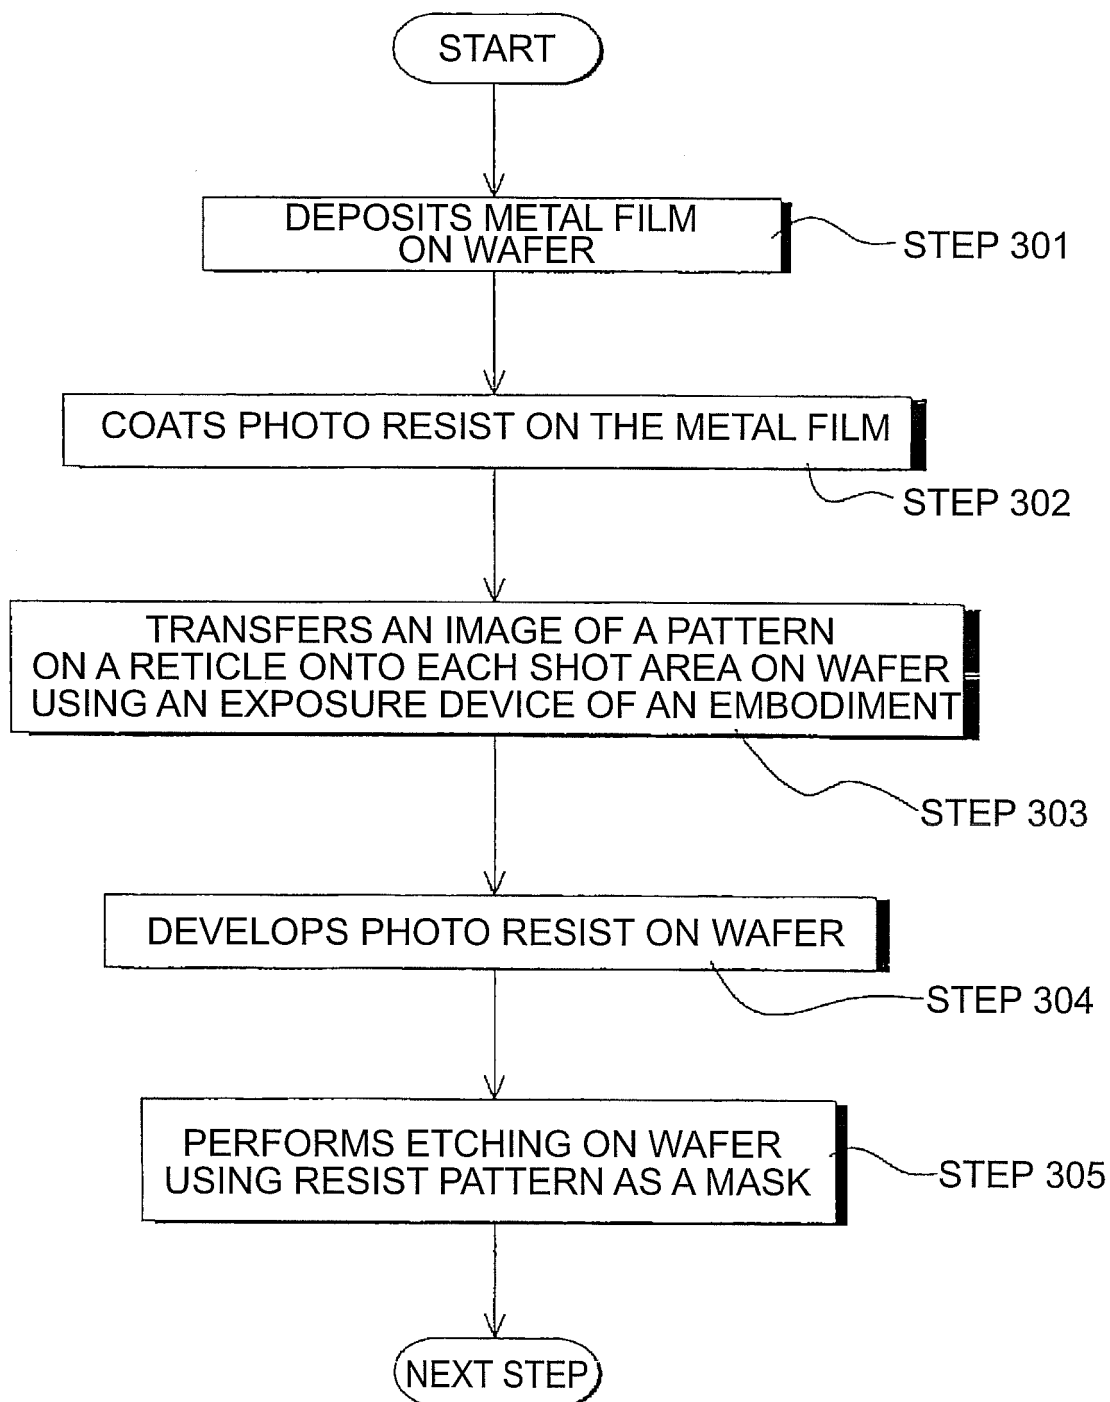 START
DEPOSITS METAL FILM
ON WAFER
STEP 301
COATS PHOTO RESIST ON THE METAL FILM
STEP 302
TRANSFERS AN IMAGE OF A PATTERN
ON A RETICLE ONTO EACH SHOT AREA ON WAFER
USING AN EXPOSURE DEVICE OF AN EMBODIMENT
STEP 303
DEVELOPS PHOTO RESIST ON WAFER
STEP 304
PERFORMS ETCHING ON WAFER
USING RESIST PATTERN AS A MASK
STEP 305
NEXT STEP